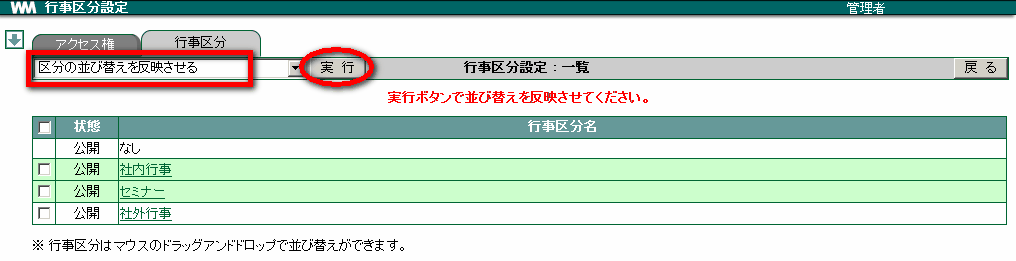 WM 行事区分設定 管理者
アクセス権 行事区分
区分の並び替えを反映させる 実 行 行事区分設定：一覧 戻 る
実行ボタンで並び替えを反映させてください。
状態 行事区分名
公開 なし
公開 社内行事
公開 セミナー
公開 社外行事
※ 行事区分はマウスのドラッグアンドドロップで並び替えができます。